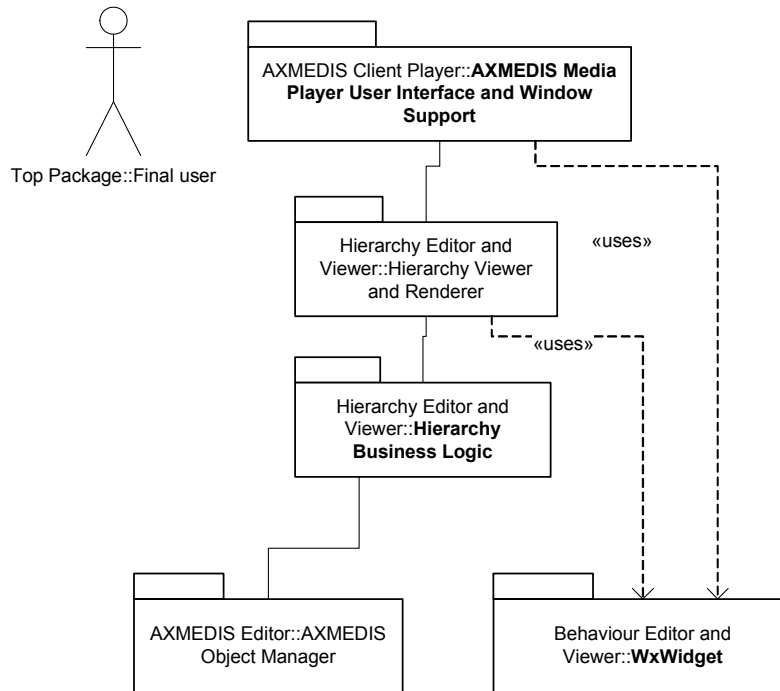 AXMEDIS Client Player::AXMEDIS Media
Player User Interface and Window
Support
Top Package::Final user
Hierarchy Editor and
Viewer::Hierarchy Viewer
and Renderer
«uses»
«uses»
Hierarchy Editor and
Viewer::Hierarchy
Business Logic
AXMEDIS Editor::AXMEDIS
Object Manager
Behaviour Editor and
Viewer::WxWidget